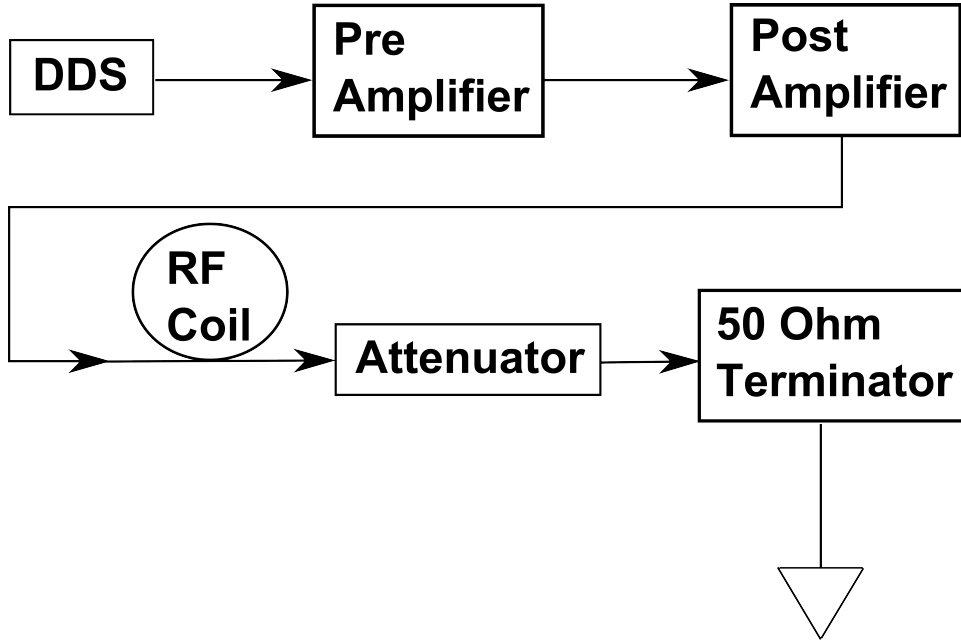 DDS
Pre
Amplifier
Post
Amplifier
RF
Coil
Attenuator
50 Ohm
Terminator